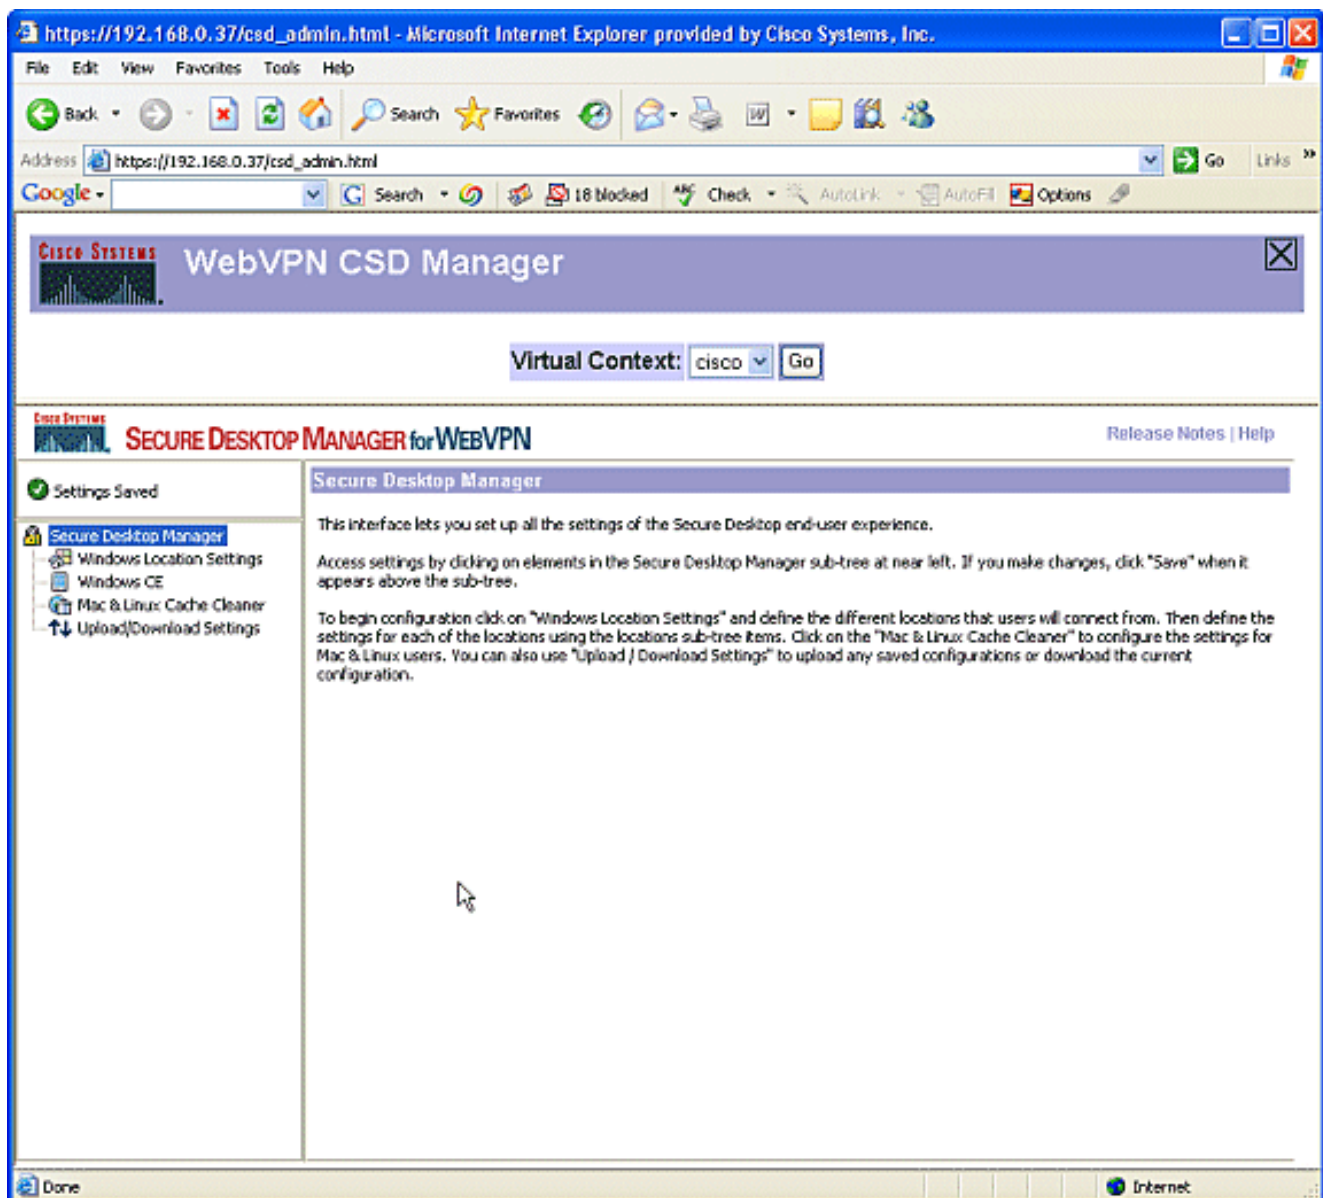 https://192.168.0.37/csd_admin.html - Microsoft Internet Explorer provided by Cisco Systems, Inc.
File Edit View Favorites Tools Help
Back Search Favorites W
Address https://192.168.0.37/csd_admin.html Go Links »
Google G Search 18 blocked ABC Check AutoLink AutoFill Options
CISCO SYSTEMS WebVPN CSD Manager
Virtual Context: cisco Go
CISCO SYSTEMS SECURE DESKTOP MANAGER for WEBVPN Release Notes | Help
Settings Saved
Secure Desktop Manager
Windows Location Settings
Windows CE
Mac & Linux Cache Cleaner
Upload/Download Settings
Secure Desktop Manager
This interface lets you set up all the settings of the Secure Desktop end-user experience.
Access settings by clicking on elements in the Secure Desktop Manager sub-tree at near left. If you make changes, click "Save" when it
appears above the sub-tree.
To begin configuration click on "Windows Location Settings" and define the different locations that users will connect from. Then define the
settings for each of the locations using the locations sub-tree items. Click on the "Mac & Linux Cache Cleaner" to configure the settings for
Mac & Linux users. You can also use "Upload / Download Settings" to upload any saved configurations or download the current
configuration.
Done Internet